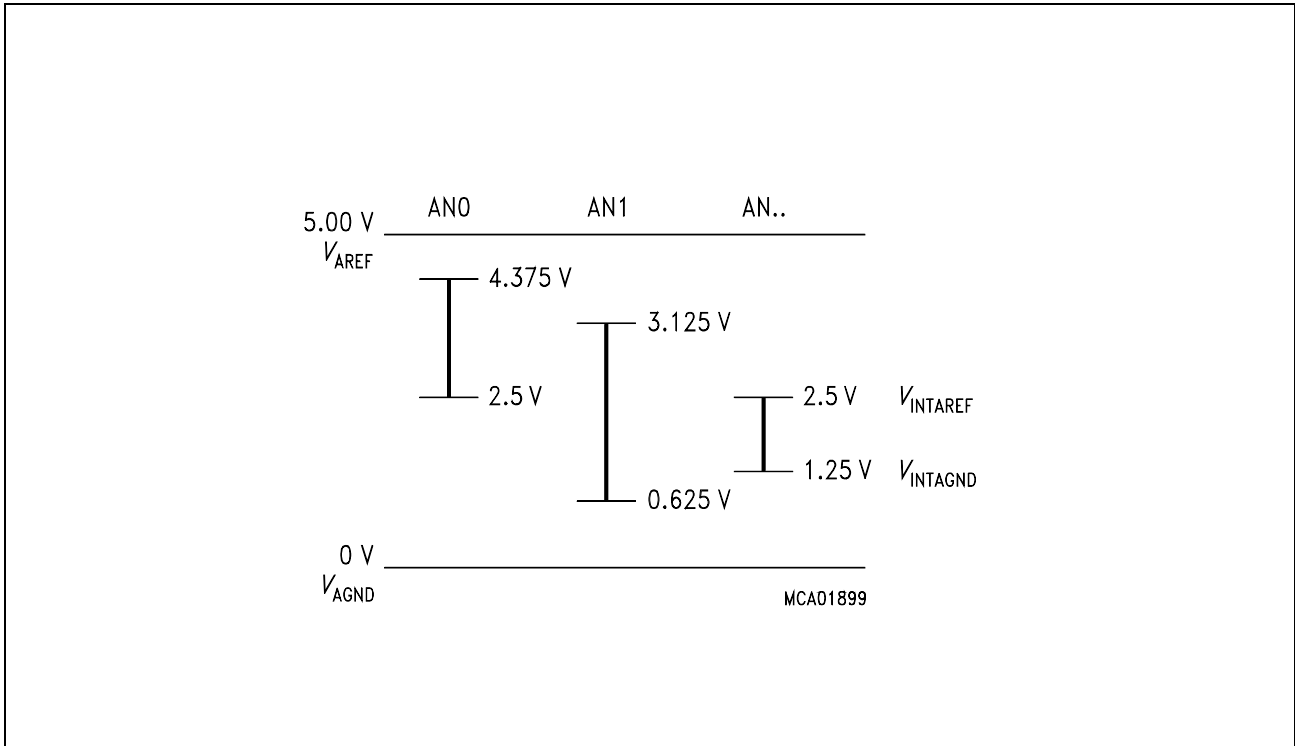 AN0 AN1 AN..
5.00 V
VAREF
4.375 V
3.125 V
2.5 V 2.5 V VINTAREF
1.25 V VINTAGND
0.625 V
0 V
VAGND
MCA01899